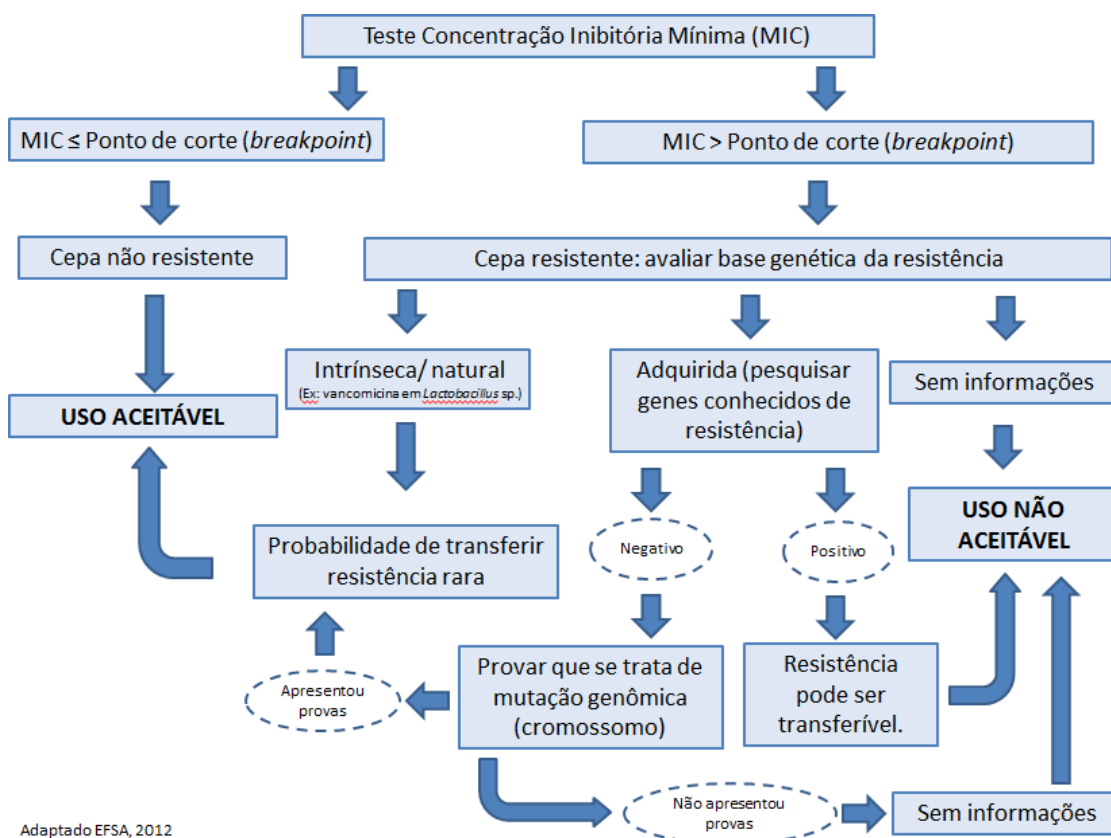 Teste Concentração Inibitória Mínima (MIC)
MIC ≤ Ponto de corte (breakpoint)
MIC > Ponto de corte (breakpoint)
Cepa não resistente
Cepa resistente: avaliar base genética da resistência
Intrínseca/ natural
(Ex: vancomicina em Lactobacillus sp.)
Adquirida (pesquisar
genes conhecidos de
resistência)
Sem informações
USO ACEITÁVEL
USO NÃO
ACEITÁVEL
Negativo
Positivo
Probabilidade de transferir
resistência rara
Provar que se trata de
mutação genômica
(cromossomo)
Resistência
pode ser
transferível.
Apresentou
provas
Não apresentou
provas
Sem informações
Adaptado EFSA, 2012